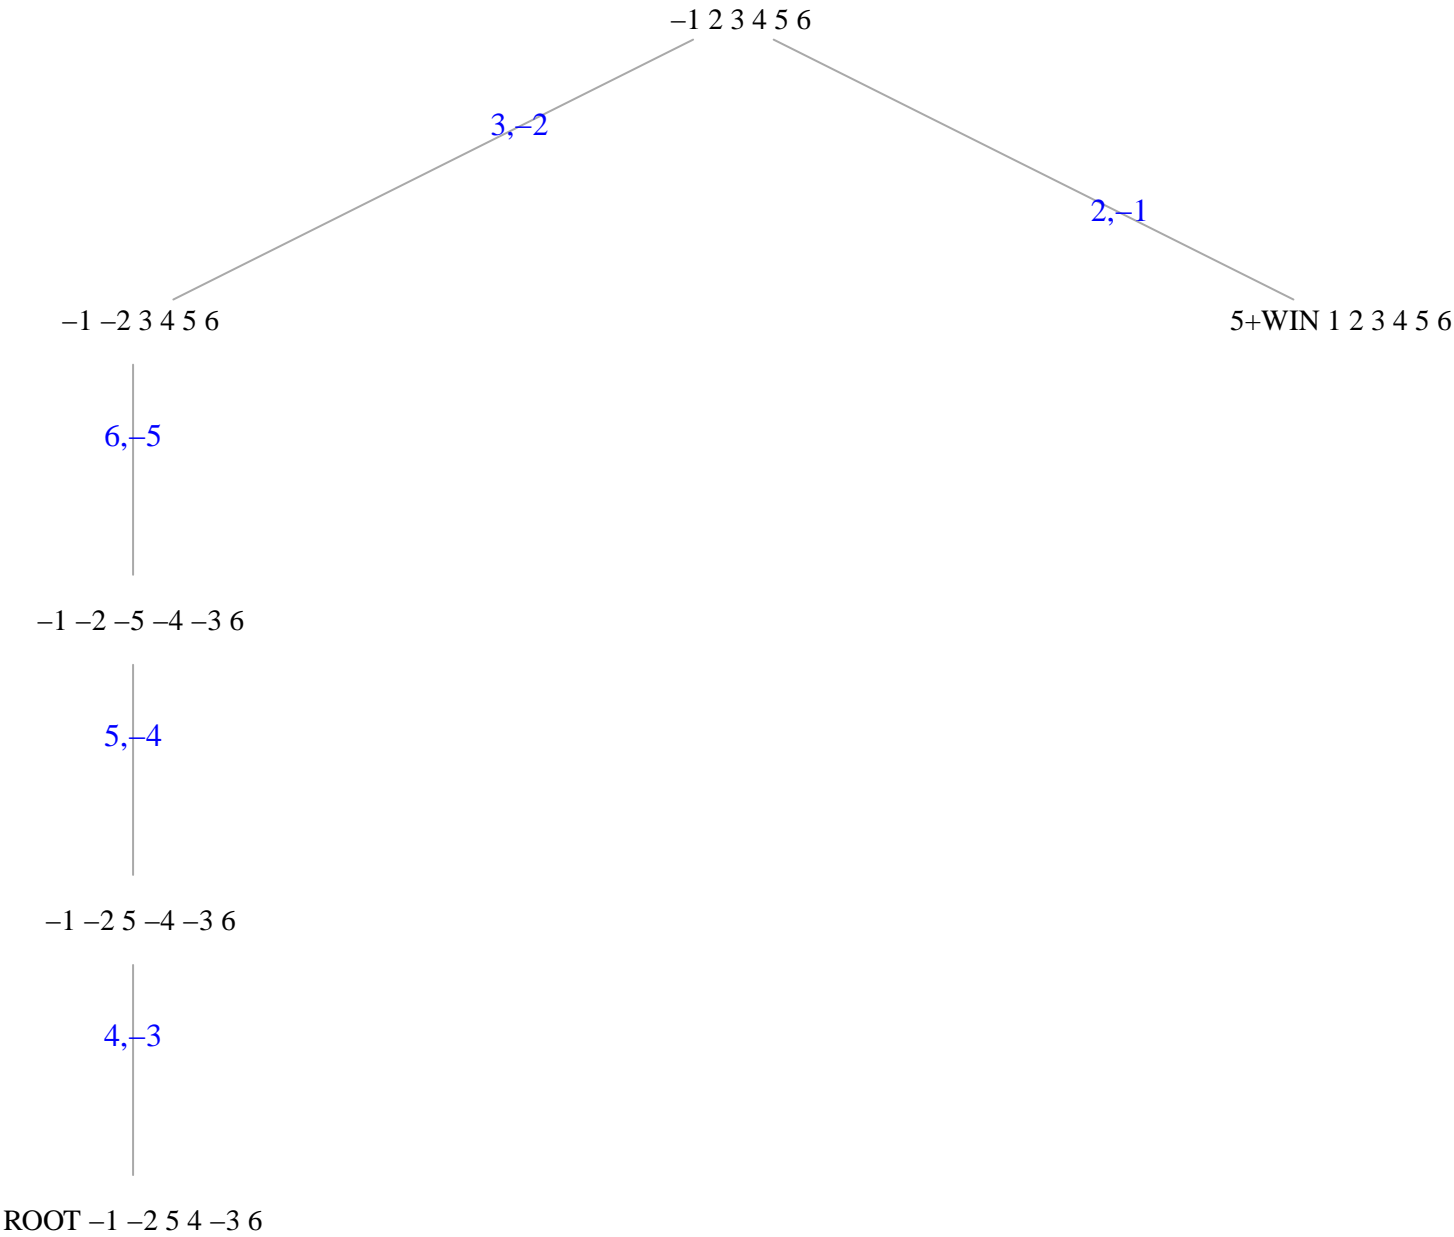 –1 2 3 4 5 6
3,–2
2,–1
–1 –2 3 4 5 6
5+WIN 1 2 3 4 5 6
6,–5
–1 –2 –5 –4 –3 6
5,–4
–1 –2 5 –4 –3 6
4,–3
ROOT –1 –2 5 4 –3 6